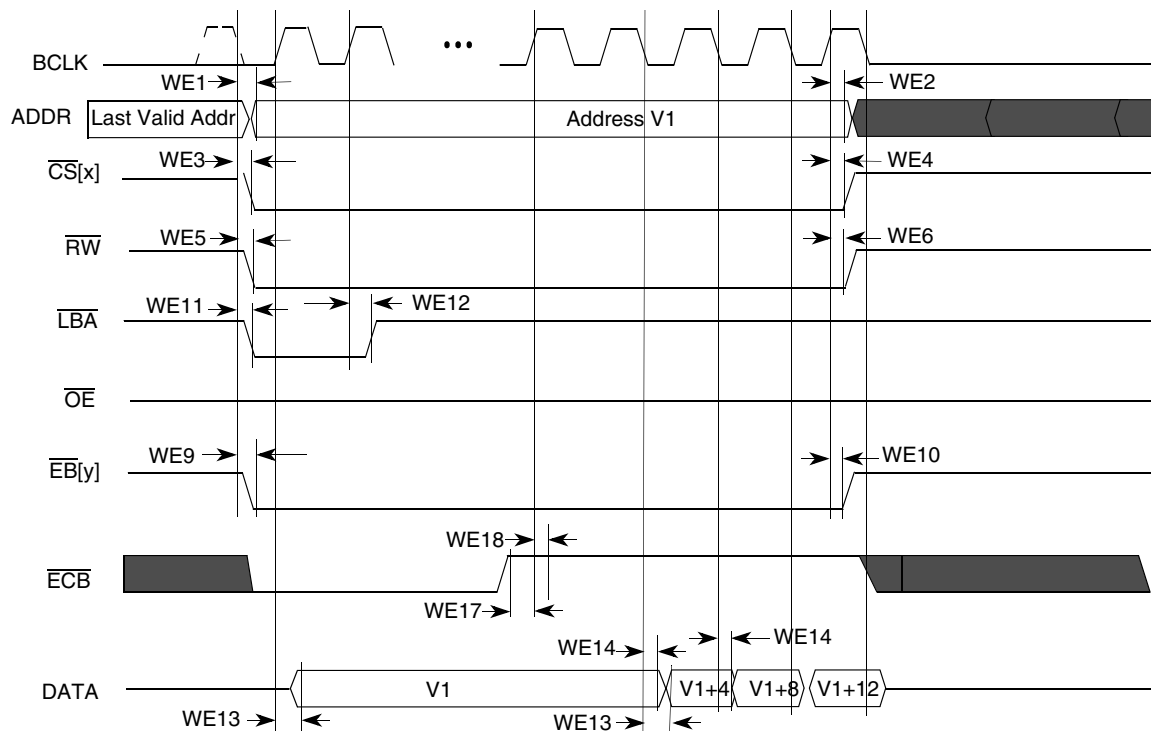 BCLK
WE1
WE2
ADDR
Last Valid Addr
Address V1
WE3
WE4
CS[x]
WE5
WE6
RW
WE11
WE12
LBA
OE
WE9
WE10
EB[y]
WE18
ECB
WE17
WE14
WE14
DATA
V1
V1+4
V1+8
V1+12
WE13
WE13